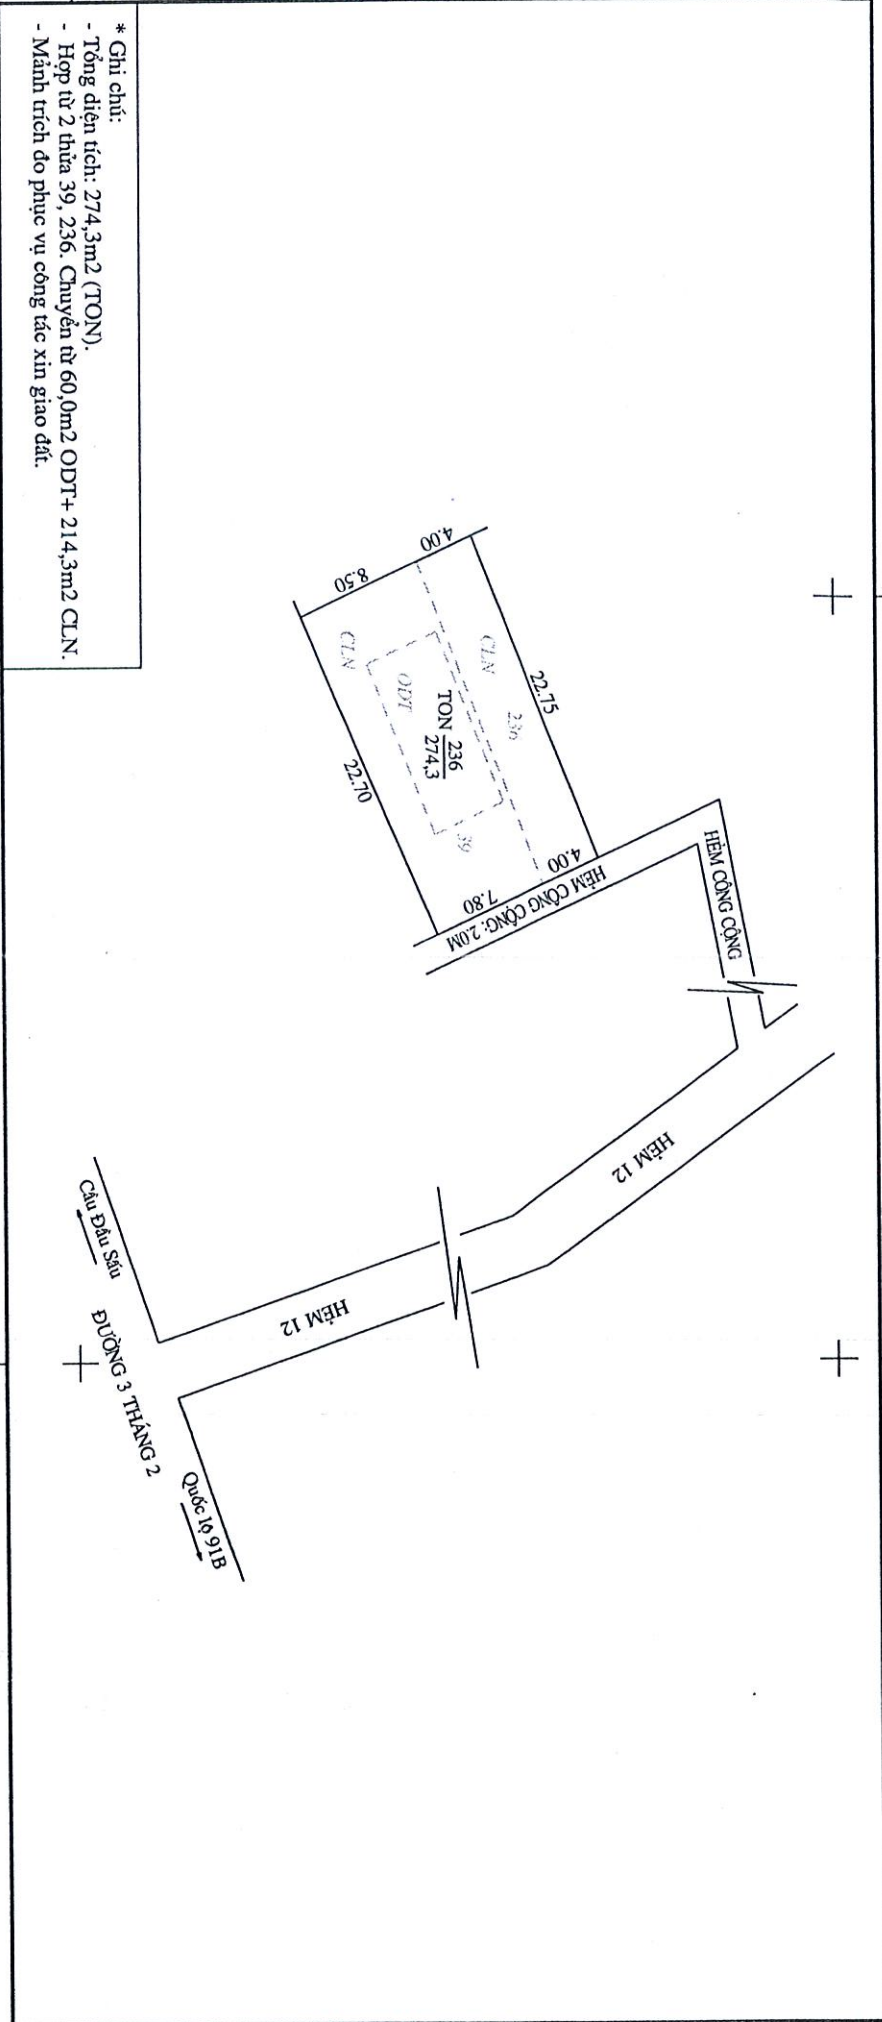 * Ghi chú:
- Tổng diện tích: 274,3m2 (TON).
- Hợp từ 2 thửa 39, 236. Chuyển từ 60,0m2 ODT+ 214,3m2 CLN.
- Mảnh trích đo phục vụ công tác xin giao đất.
4.00
8.50
CLN
CLN
ODT
22.75
236
TON 236
274,3
22.70
39
4.00
7.80
HẺM CÔNG CỘNG: 2.0M
HẺM CÔNG CỘNG
HẺM 12
HẺM 12
Cầu Đầu Sấu
ĐƯỜNG 3 THÁNG 2
Quốc lộ 91B